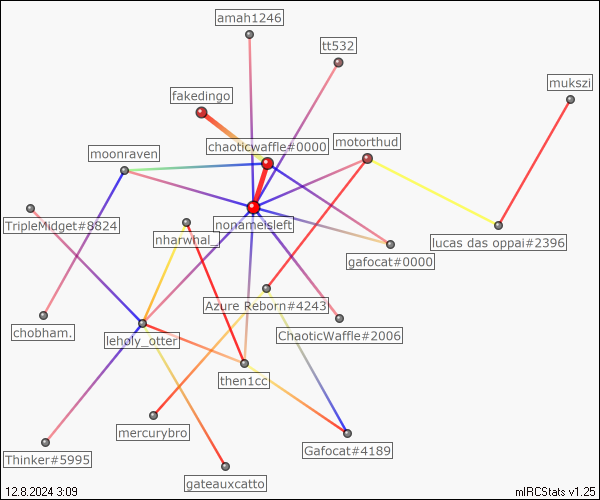 amah1246
tt532
mukszi
fakedingo
chaoticwaffle#0000
motorthud
moonraven
TripleMidget#8824
nharwhal_
nonameisleft
lucas das oppai#2396
gafocat#0000
Azure Reborn#4243
chobham.
leholy_otter
ChaoticWaffle#2006
then1cc
mercurybro
Gafocat#4189
Thinker#5995
gateauxcatto
12.8.2024 3:09
mIRCStats v1.25